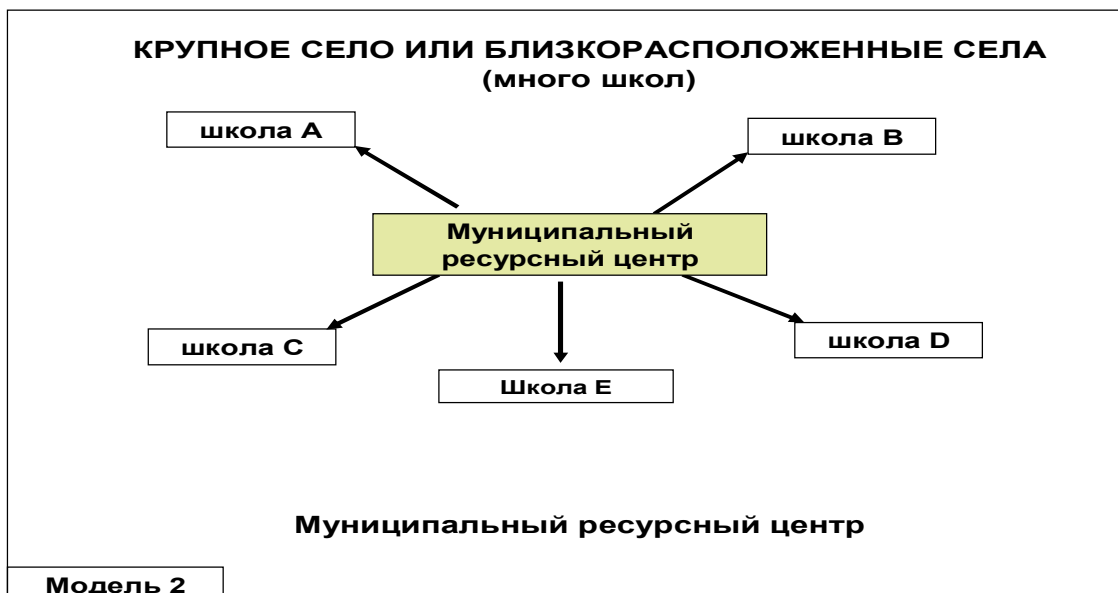 КРУПНОЕ СЕЛО ИЛИ БЛИЗКОРАСПОЛОЖЕННЫЕ СЕЛА
(много школ)
школа А
школа В
Муниципальный
ресурсный центр
школа С
школа D
Школа Е
Муниципальный ресурсный центр
Модель 2